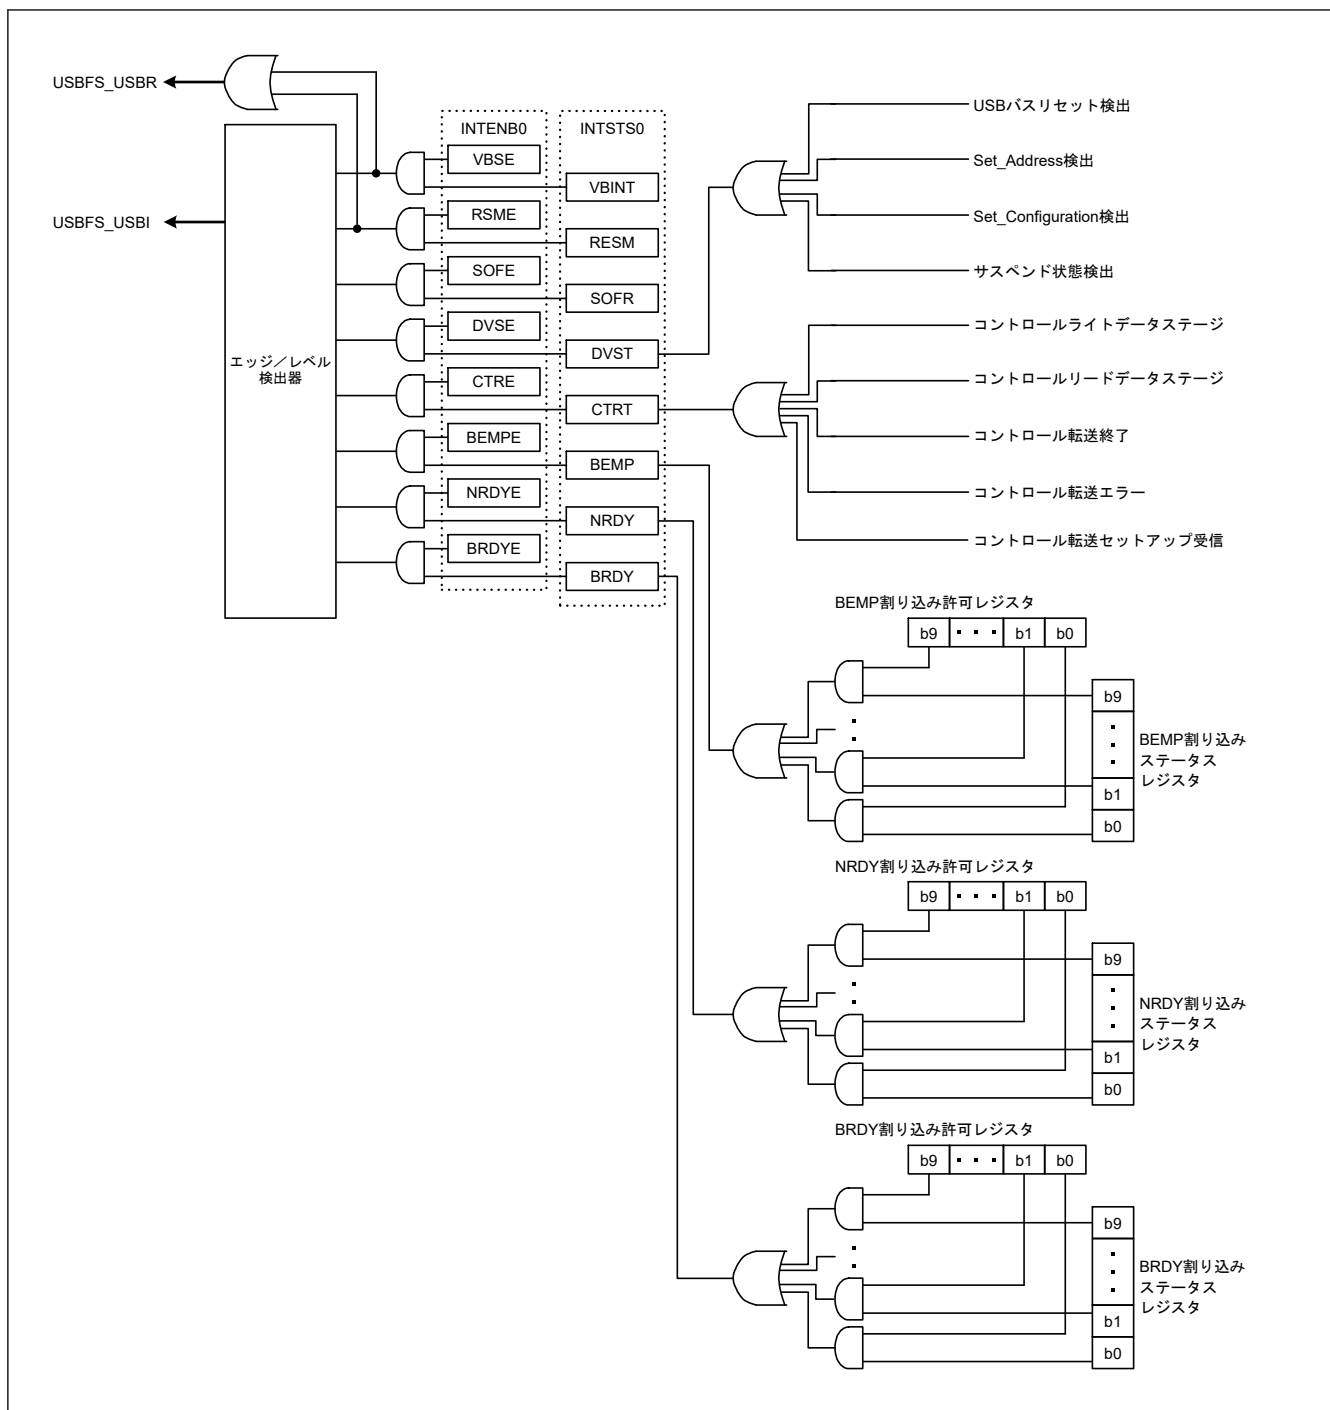 USBFS_USBR
USBFS_USBI
エッジ／レベル
検出器
INTENB0
VBSE
RSME
SOFE
DVSE
CTRE
BEMPE
NRDYE
BRDYE
INTSTS0
VBINT
RESM
SOFR
DVST
CTRT
BEMP
NRDY
BRDY
USBバスリセット検出
Set_Address検出
Set_Configuration検出
サスペンド状態検出
コントロールライトデータステージ
コントロールリードデータステージ
コントロール転送終了
コントロール転送エラー
コントロール転送セットアップ受信
BEMP割り込み許可レジスタ
b9 ・・・ b1 b0
b9
b1
b0
BEMP割り込み
ステータス
レジスタ
NRDY割り込み許可レジスタ
b9 ・・・ b1 b0
b9
b1
b0
NRDY割り込み
ステータス
レジスタ
BRDY割り込み許可レジスタ
b9 ・・・ b1 b0
b9
b1
b0
BRDY割り込み
ステータス
レジスタ